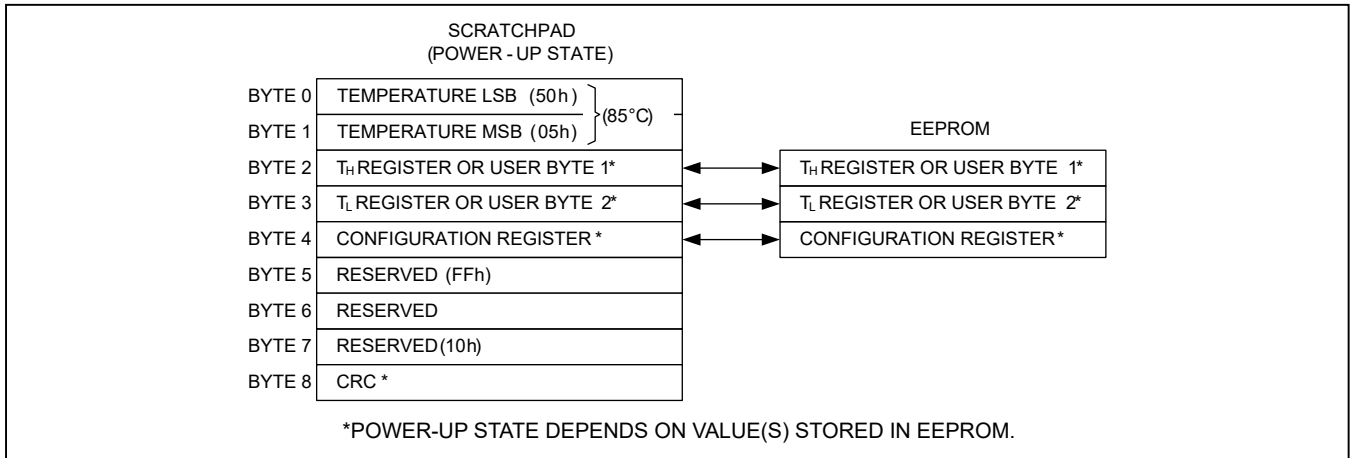 SCRATCHPAD
(POWER-UP STATE)
BYTE 0 TEMPERATURE LSB (50h)
(85°C)
BYTE 1 TEMPERATURE MSB (05h)
EEPROM
BYTE 2 TH REGISTER OR USER BYTE 1* TH REGISTER OR USER BYTE 1*
BYTE 3 TL REGISTER OR USER BYTE 2* TL REGISTER OR USER BYTE 2*
BYTE 4 CONFIGURATION REGISTER* CONFIGURATION REGISTER*
BYTE 5 RESERVED (FFh)
BYTE 6 RESERVED
BYTE 7 RESERVED (10h)
BYTE 8 CRC*
*POWER-UP STATE DEPENDS ON VALUE(S) STORED IN EEPROM.